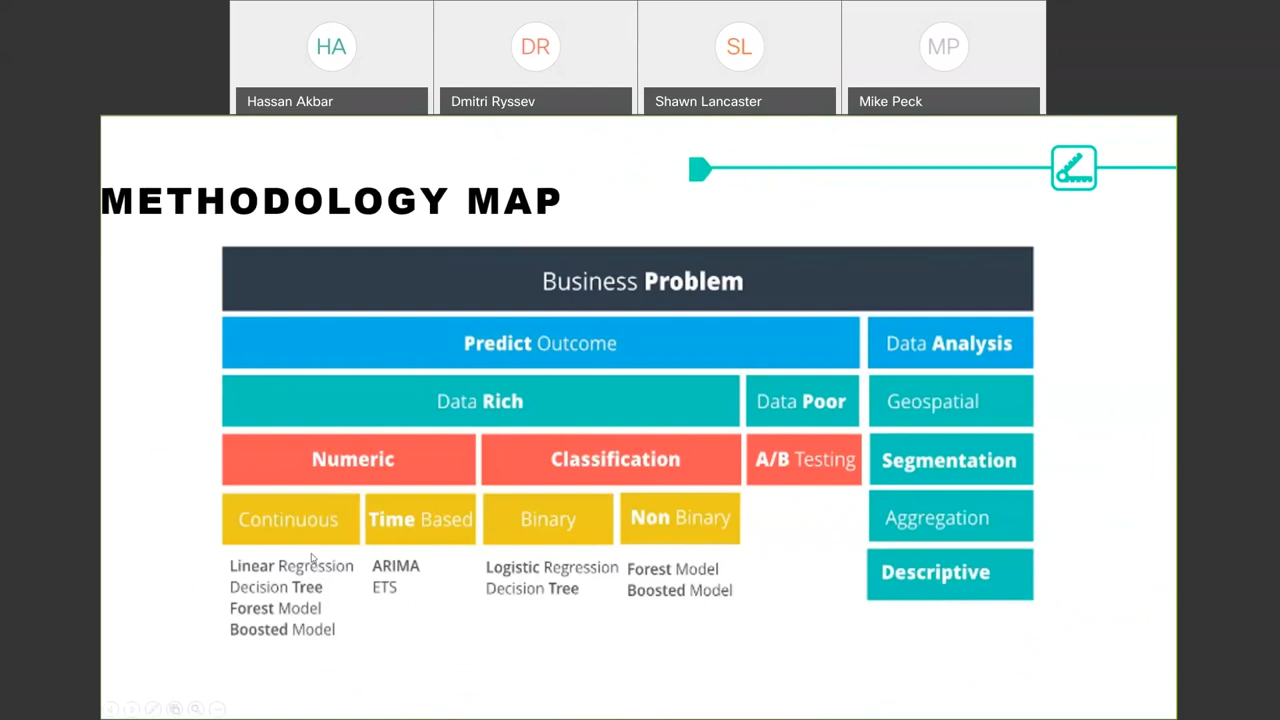 HA
DR
SL
MP
Hassan Akbar
Dmitri Ryssev
Shawn Lancaster
Mike Peck
METHODOLOGY MAP
Business Problem
Predict Outcome
Data Analysis
Data Rich
Data Poor
Geospatial
Numeric
Classification
A/B Testing
Segmentation
Continuous
Time Based
Binary
Non Binary
Aggregation
Linear Regression
Decision Tree
Forest Model
Boosted Model
ARIMA
ETS
Logistic Regression
Decision Tree
Forest Model
Boosted Model
Descriptive